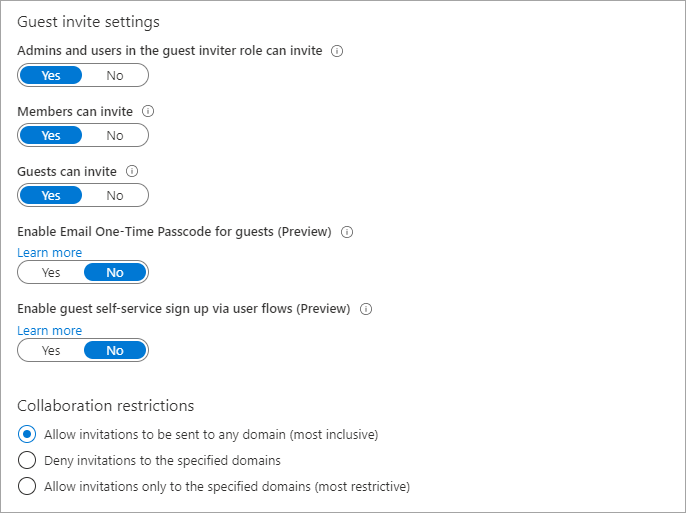 Guest invite settings
Admins and users in the guest inviter role can invite
Yes No
Members can invite
Yes No
Guests can invite
Yes No
Enable Email One-Time Passcode for guests (Preview)
Learn more
Yes No
Enable guest self-service sign up via user flows (Preview)
Learn more
Yes No
Collaboration restrictions
Allow invitations to be sent to any domain (most inclusive)
Deny invitations to the specified domains
Allow invitations only to the specified domains (most restrictive)